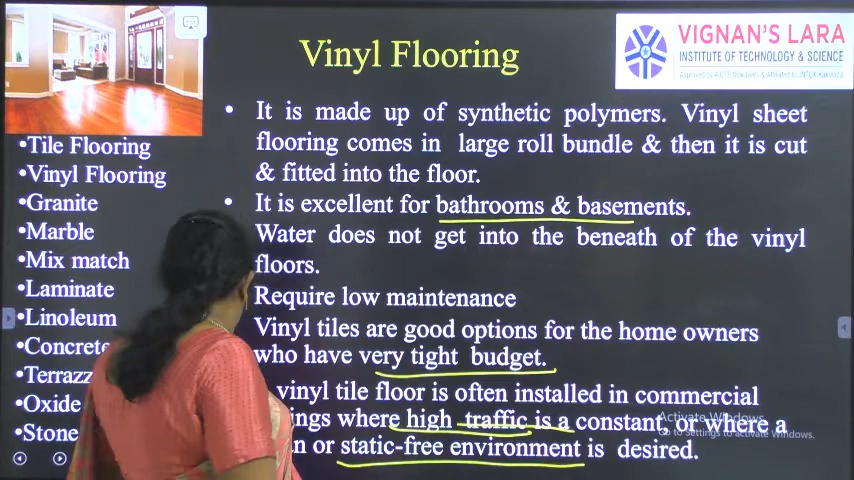 Vinyl Flooring
VIGNAN'S LARA
INSTITUTE OF TECHNOLOGY & SCIENCE
•Tile Flooring
•Vinyl Flooring
•Granite
•Marble
•Mix match
•Laminate
•Linoleum
•Concrete
•Terrazz
•Oxide
•Stone
• It is made up of synthetic polymers. Vinyl sheet
flooring comes in large roll bundle & then it is cut
& fitted into the floor.
• It is excellent for bathrooms & basements.
Water does not get into the beneath of the vinyl
floors.
Require low maintenance
Vinyl tiles are good options for the home owners
who have very tight budget.
vinyl tile floor is often installed in commercial
ings where high traffic is a constant, or where a
n or static-free environment is desired.
Activate Windows
Go to Settings to activate Windows.